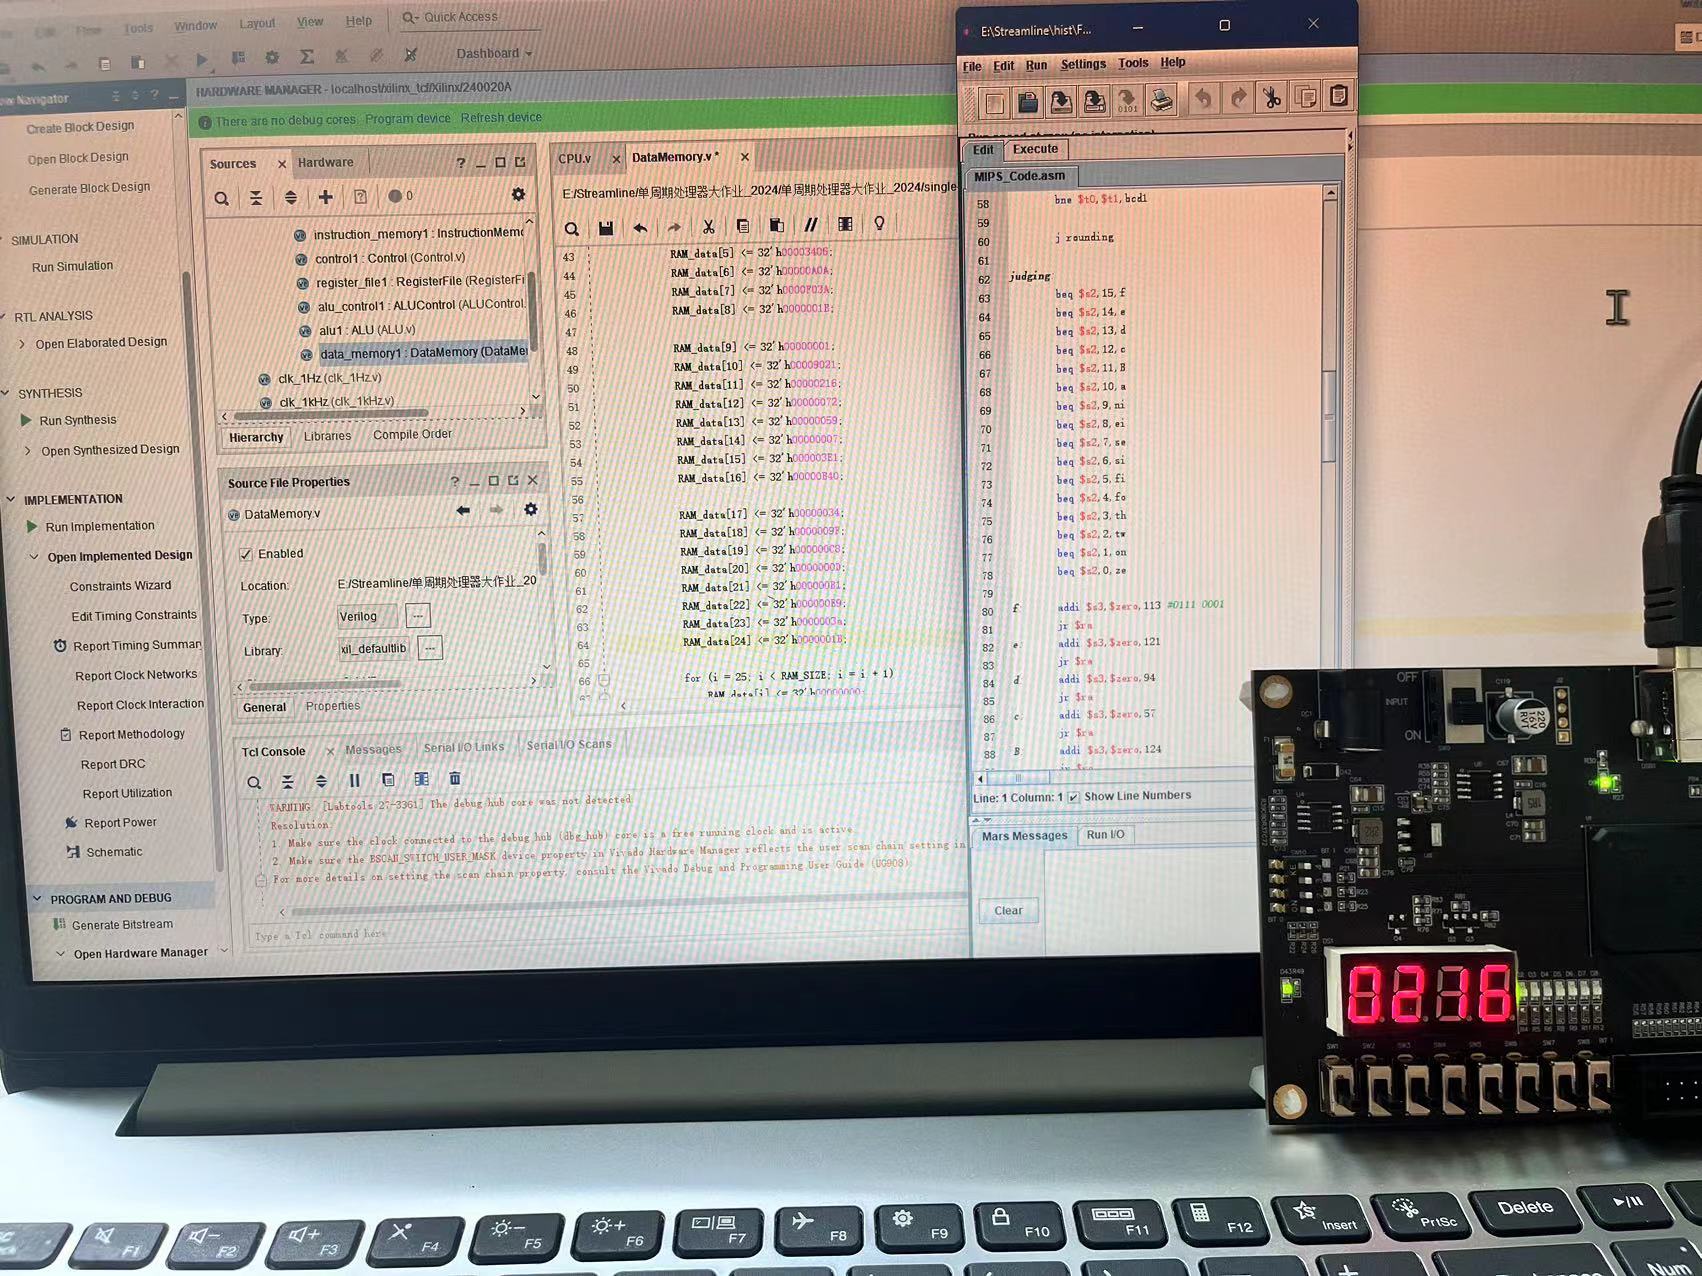 Tools Window Layout View Help Quick Access
Dashboard
HARDWARE MANAGER - localhost/xilinx_tcf/Xilinx/240020A
There are no debug cores. Program device Refresh device
Navigator
Create Block Design
Open Block Design
Generate Block Design
SIMULATION
Run Simulation
RTL ANALYSIS
Open Elaborated Design
SYNTHESIS
Run Synthesis
Open Synthesized Design
IMPLEMENTATION
Run Implementation
Open Implemented Design
Constraints Wizard
Edit Timing Constraints
Report Timing Summar
Report Clock Networks
Report Clock Interaction
Report Methodology
Report DRC
Report Utilization
Report Power
Schematic
PROGRAM AND DEBUG
Generate Bitstream
Open Hardware Manager
Sources Hardware
0
instruction_memory1 : InstructionMemo
control1 : Control (Control.v)
register_file1 : RegisterFile (RegisterFi
alu_control1 : ALUControl (ALUControl.
alu1 : ALU (ALU.v)
data_memory1 : DataMemory (DataMe
clk_1Hz (clk_1Hz.v)
clk_1kHz (clk_1kHz.v)
Hierarchy Libraries Compile Order
Source File Properties
DataMemory.v
Enabled
Location: E:/Streamline/单周期处理器大作业_20
Type: Verilog
Library: xil_defaultlib
General Properties
CPU.v DataMemory.v *
E:/Streamline/单周期处理器大作业_2024/单周期处理器大作业_2024/single-
43 RAM_data[5] <= 32'h00003406;
44 RAM_data[6] <= 32'h00000A0A;
45 RAM_data[7] <= 32'h0000F03A;
46 RAM_data[8] <= 32'h0000001B;
47
48 RAM_data[9] <= 32'h00000001;
49 RAM_data[10] <= 32'h00009021;
50 RAM_data[11] <= 32'h00000216;
51 RAM_data[12] <= 32'h00000072;
52 RAM_data[13] <= 32'h00000059;
53 RAM_data[14] <= 32'h00000007;
54 RAM_data[15] <= 32'h000003E1;
55 RAM_data[16] <= 32'h00000B40;
56
57 RAM_data[17] <= 32'h00000034;
58 RAM_data[18] <= 32'h0000009F;
59 RAM_data[19] <= 32'h000000C8;
60 RAM_data[20] <= 32'h0000000D;
61 RAM_data[21] <= 32'h000000B1;
62 RAM_data[22] <= 32'h000000B9;
63 RAM_data[23] <= 32'h0000003a;
64 RAM_data[24] <= 32'h0000001B;
65
66 for (i = 25; i < RAM_SIZE; i = i + 1)
Tcl Console Messages Serial I/O Links Serial I/O Scans
WARNING: [Labtools 27-3361] The debug hub core was not detected
Resolution:
1. Make sure the clock connected to the debug hub (dbg_hub) core is a free running clock and is active
2. Make sure the BSCAN_SWITCH_USER_MASK device property in Vivado Hardware Manager reflects the user scan chain setting in
For more details on setting the scan chain property, consult the Vivado Debug and Programming User Guide (UG908)
Type a Tcl command here
E:\Streamline\hist\F...
File Edit Run Settings Tools Help
Edit Execute
MIPS_Code.asm
58 bne $t0,$t1,bcd1
59
60 j rounding
61
62 judging
63 beq $s2,15,f
64 beq $s2,14,e
65 beq $s2,13,d
66 beq $s2,12,c
67 beq $s2,11,B
68 beq $s2,10,a
69 beq $s2,9,ni
70 beq $s2,8,ei
71 beq $s2,7,se
72 beq $s2,6,si
73 beq $s2,5,fi
74 beq $s2,4,fo
75 beq $s2,3,th
76 beq $s2,2,tw
77 beq $s2,1,on
78 beq $s2,0,ze
79
80 f addi $s3,$zero,113 #0111 0001
81 jr $ra
82 e addi $s3,$zero,121
83 jr $ra
84 d addi $s3,$zero,94
85 jr $ra
86 c addi $s3,$zero,57
87 jr $ra
88 B addi $s3,$zero,124
Line: 1 Column: 1 Show Line Numbers
Mars Messages Run I/O
Clear
OFF
INPUT
ON
C119
J2
220
16V
RVT
0216
SW1 SW2 SW3 SW4 SW5 SW6 SW7 SW8 BIT 1
F1 F2 F3 F4 F5 F6 F7 F8 F9 F10 F11 F12 Insert PrtSc Delete
Num